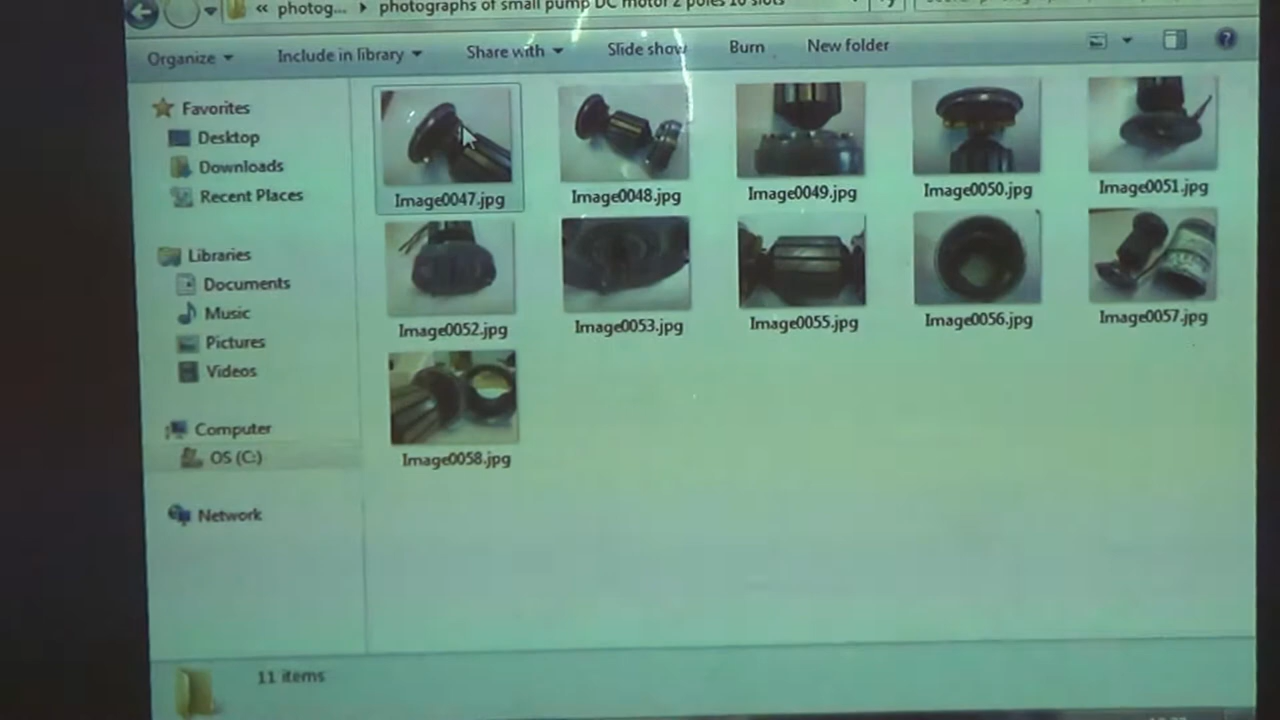 « photog... photographs of small pump DC motor 2 poles 10 slots
Organize Include in library Share with Slide show Burn New folder
Favorites
Desktop
Downloads
Recent Places
Libraries
Documents
Music
Pictures
Videos
Computer
OS (C:)
Network
Image0047.jpg Image0048.jpg Image0049.jpg Image0050.jpg Image0051.jpg
Image0052.jpg Image0053.jpg Image0055.jpg Image0056.jpg Image0057.jpg
Image0058.jpg
11 items